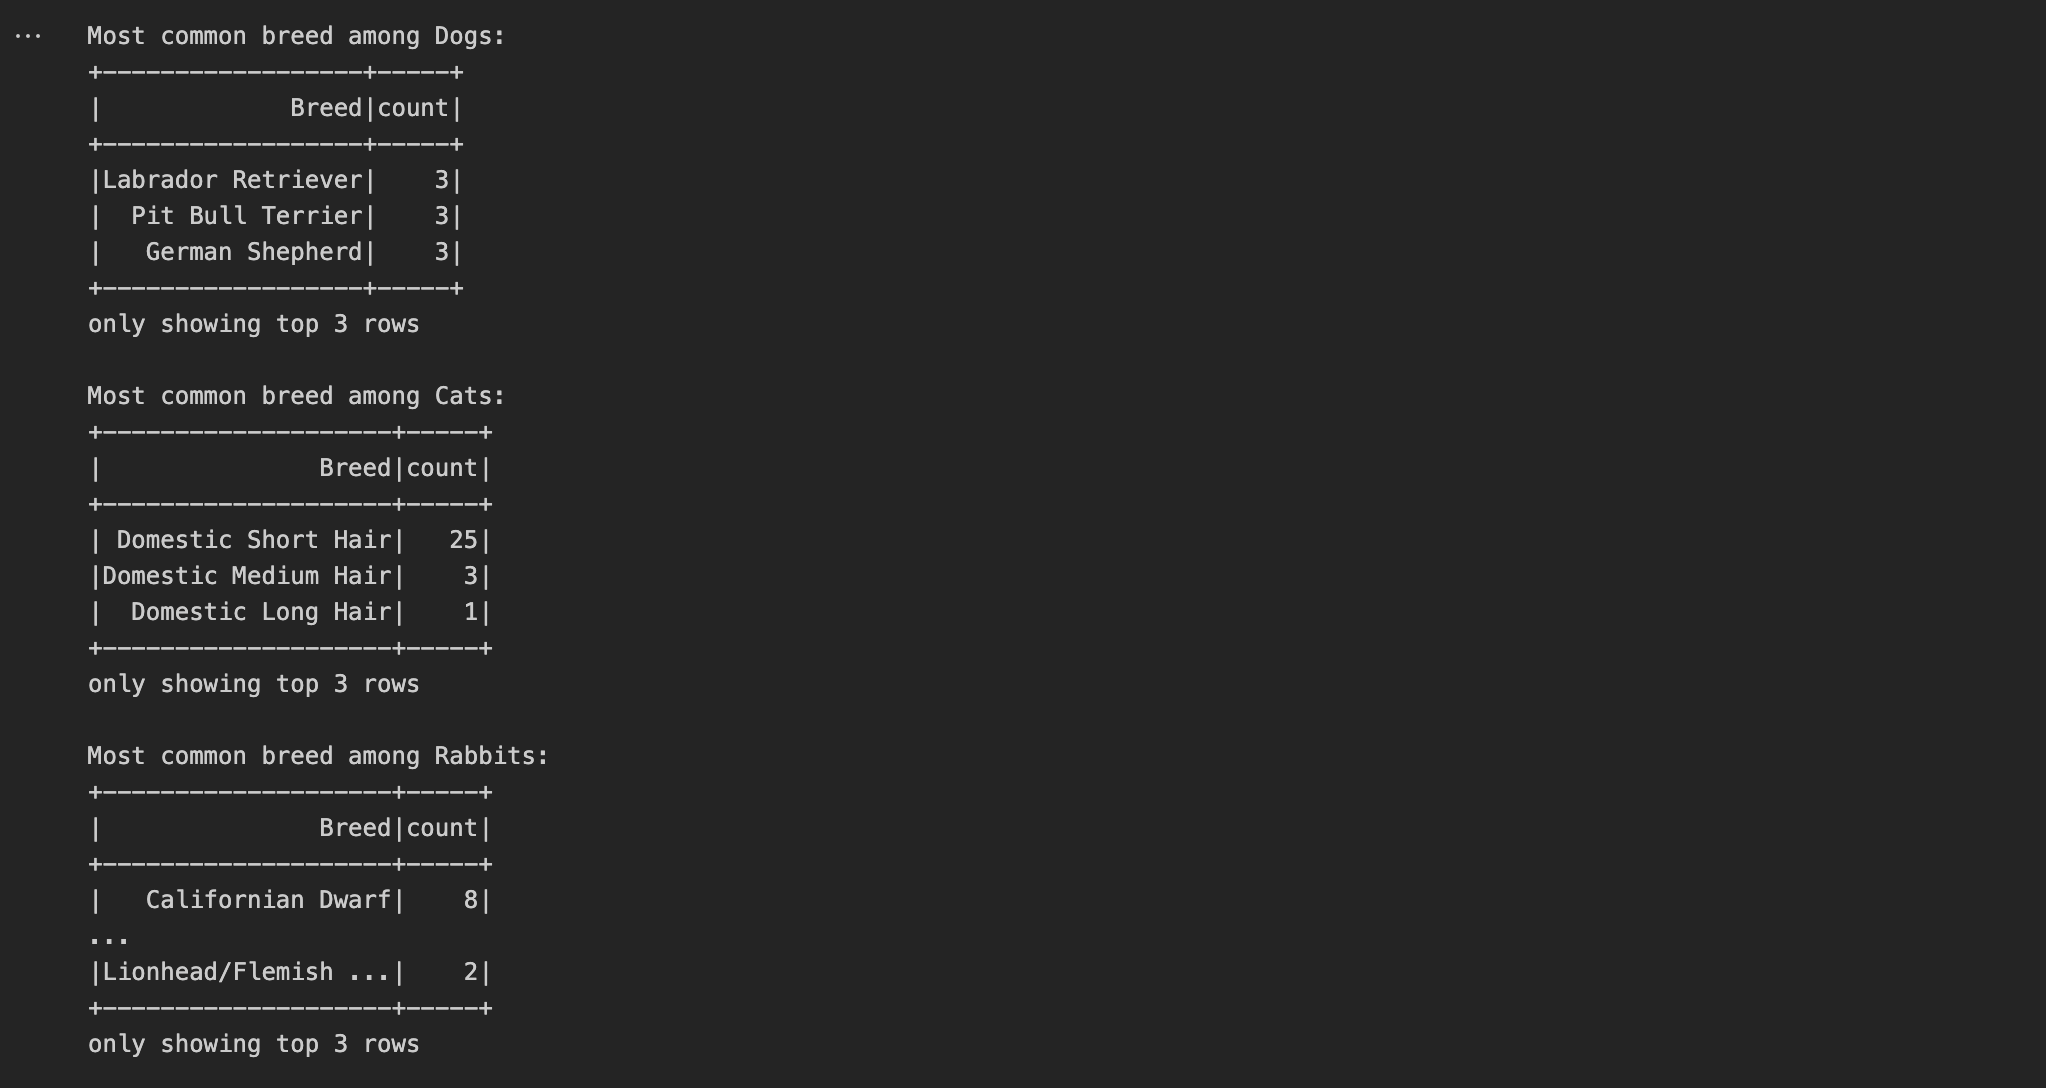 ...   Most common breed among Dogs:
+------------------+-----+
|             Breed|count|
+------------------+-----+
|Labrador Retriever|    3|
|  Pit Bull Terrier|    3|
|   German Shepherd|    3|
+------------------+-----+
only showing top 3 rows

Most common breed among Cats:
+--------------------+-----+
|               Breed|count|
+--------------------+-----+
| Domestic Short Hair|   25|
|Domestic Medium Hair|    3|
|  Domestic Long Hair|    1|
+--------------------+-----+
only showing top 3 rows

Most common breed among Rabbits:
+--------------------+-----+
|               Breed|count|
+--------------------+-----+
|   Californian Dwarf|    8|
...
|Lionhead/Flemish ...|    2|
+--------------------+-----+
only showing top 3 rows